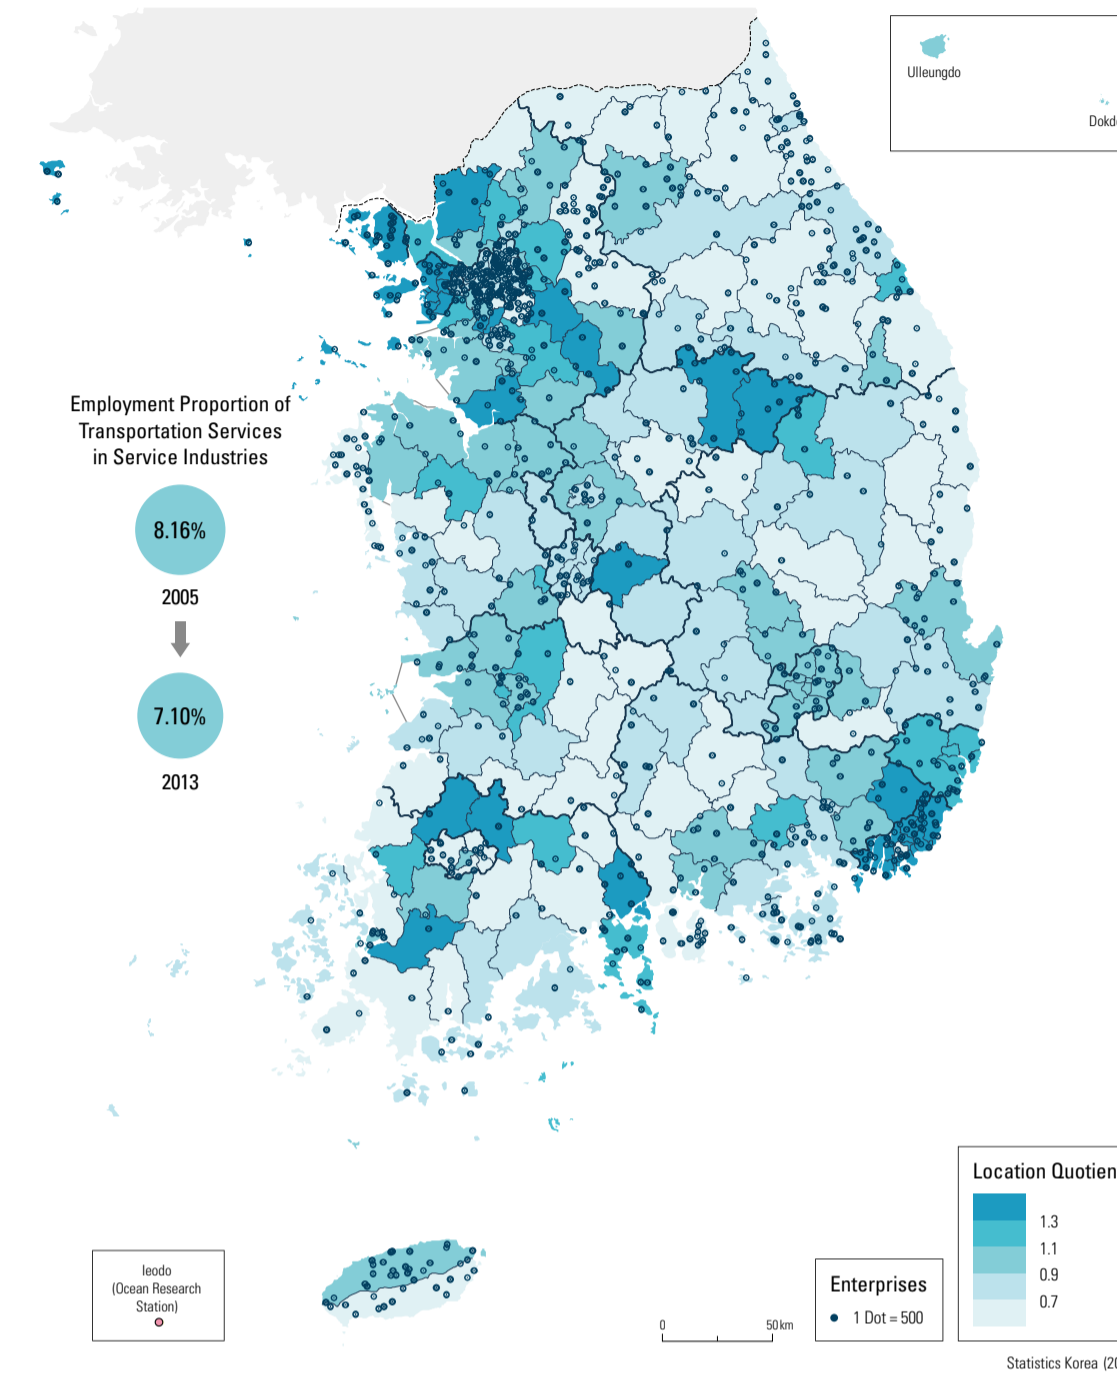 Ulleungdo
Employment Proportion of
Transportation Services
in Service Industries
8.16%
2005
7.10%
2013
Location Quotien
1.3
1.1
0.9
0.7
Ieodo
(Ocean Research
Station)
0
50 km
Enterprises
1 Dot = 500
Statistics Korea (20